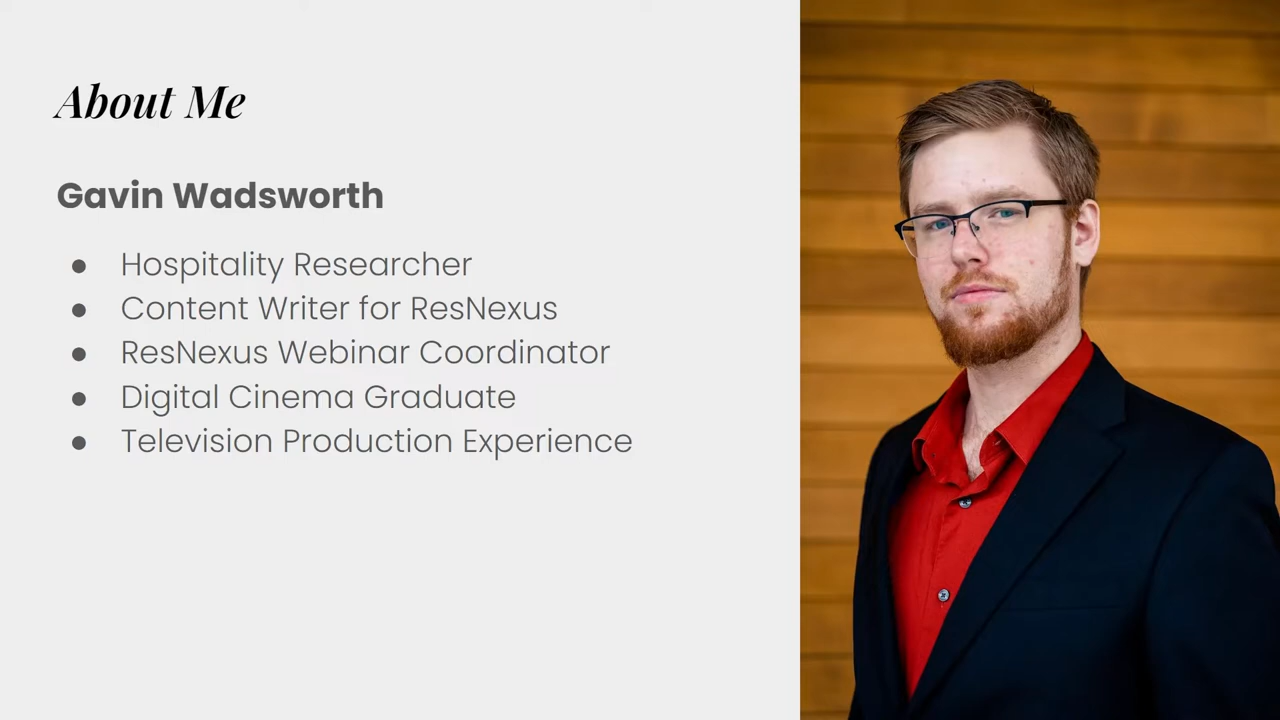 About Me
Gavin Wadsworth
● Hospitality Researcher
● Content Writer for ResNexus
● ResNexus Webinar Coordinator
● Digital Cinema Graduate
● Television Production Experience